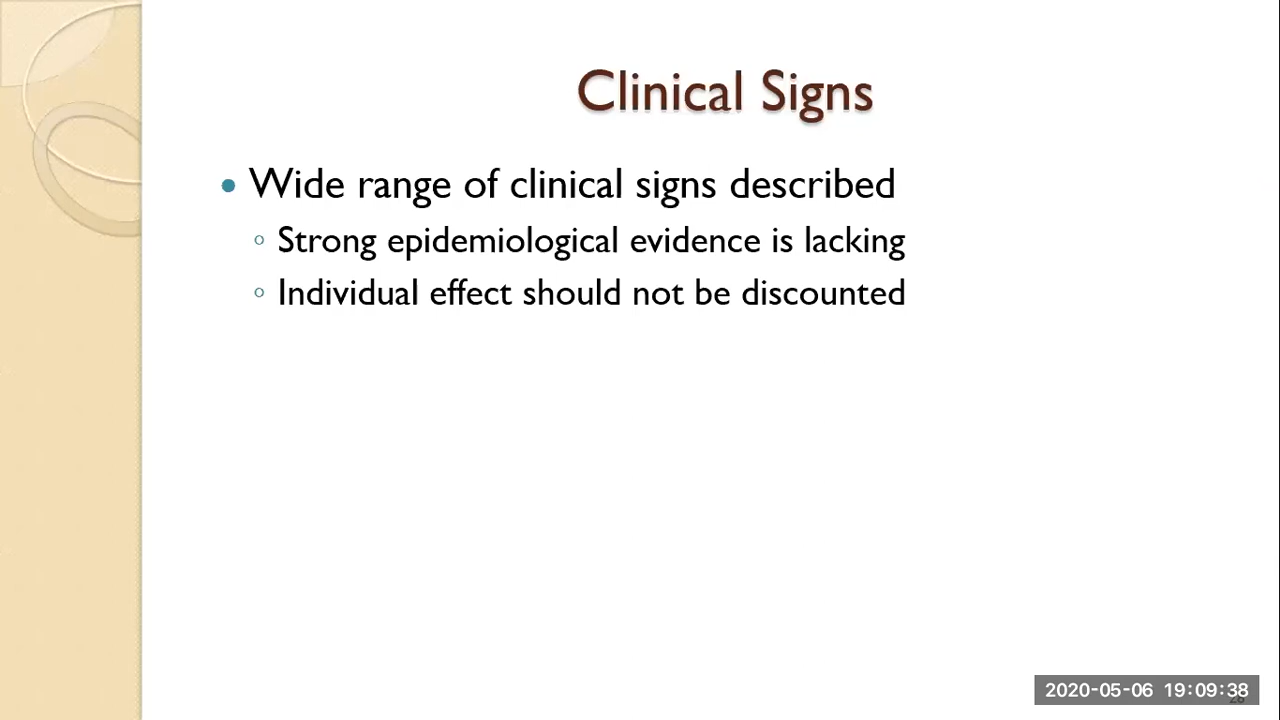 Clinical Signs
• Wide range of clinical signs described
◦ Strong epidemiological evidence is lacking
◦ Individual effect should not be discounted
2020-05-06 19:09:38